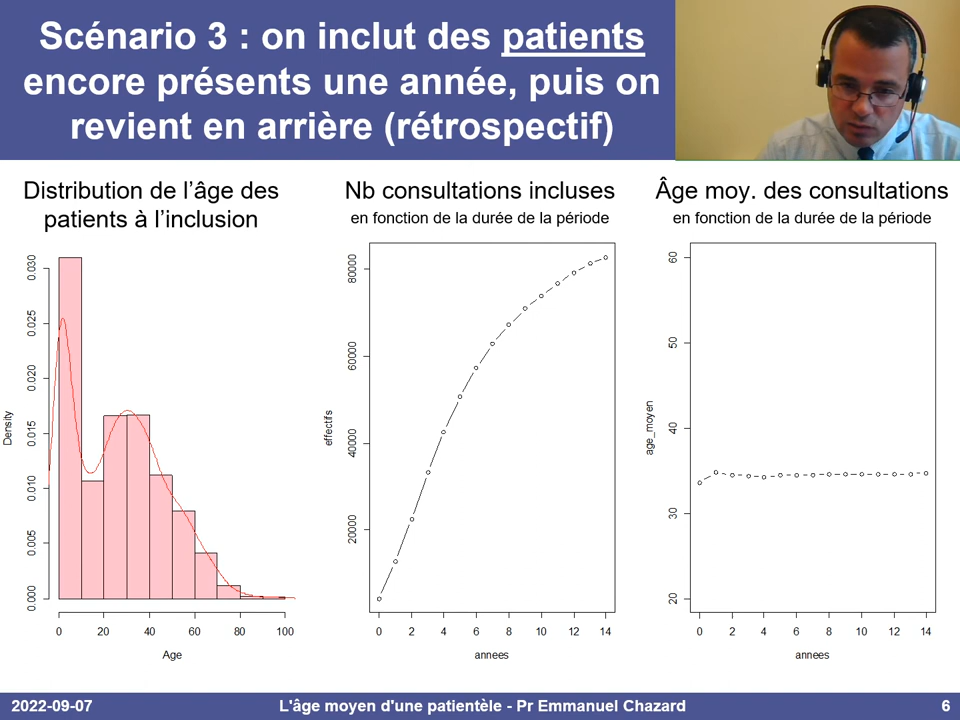 Scénario 3 : on inclut des patients
encore présents une année, puis on
revient en arrière (rétrospectif)
Distribution de l'âge des
patients à l'inclusion
Density
0.000
0.005
0.010
0.015
0.020
0.025
0.030
0 20 40 60 80 100
Age
Nb consultations incluses
en fonction de la durée de la période
effectifs
20000
40000
60000
80000
0 2 4 6 8 10 12 14
annees
Âge moy. des consultations
en fonction de la durée de la période
age_moyen
20
30
40
50
60
0 2 4 6 8 10 12 14
annees
2022-09-07
L'âge moyen d'une patientèle - Pr Emmanuel Chazard
6